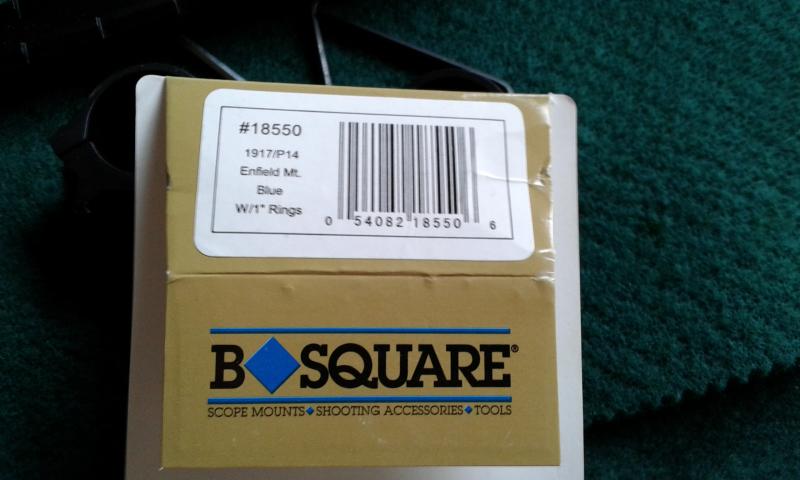 #18550
1917/P14
Enfield Mt.
Blue
W/1" Rings
0 54082 18550 6
B◆SQUARE®
SCOPE MOUNTS◆SHOOTING ACCESSORIES◆TOOLS